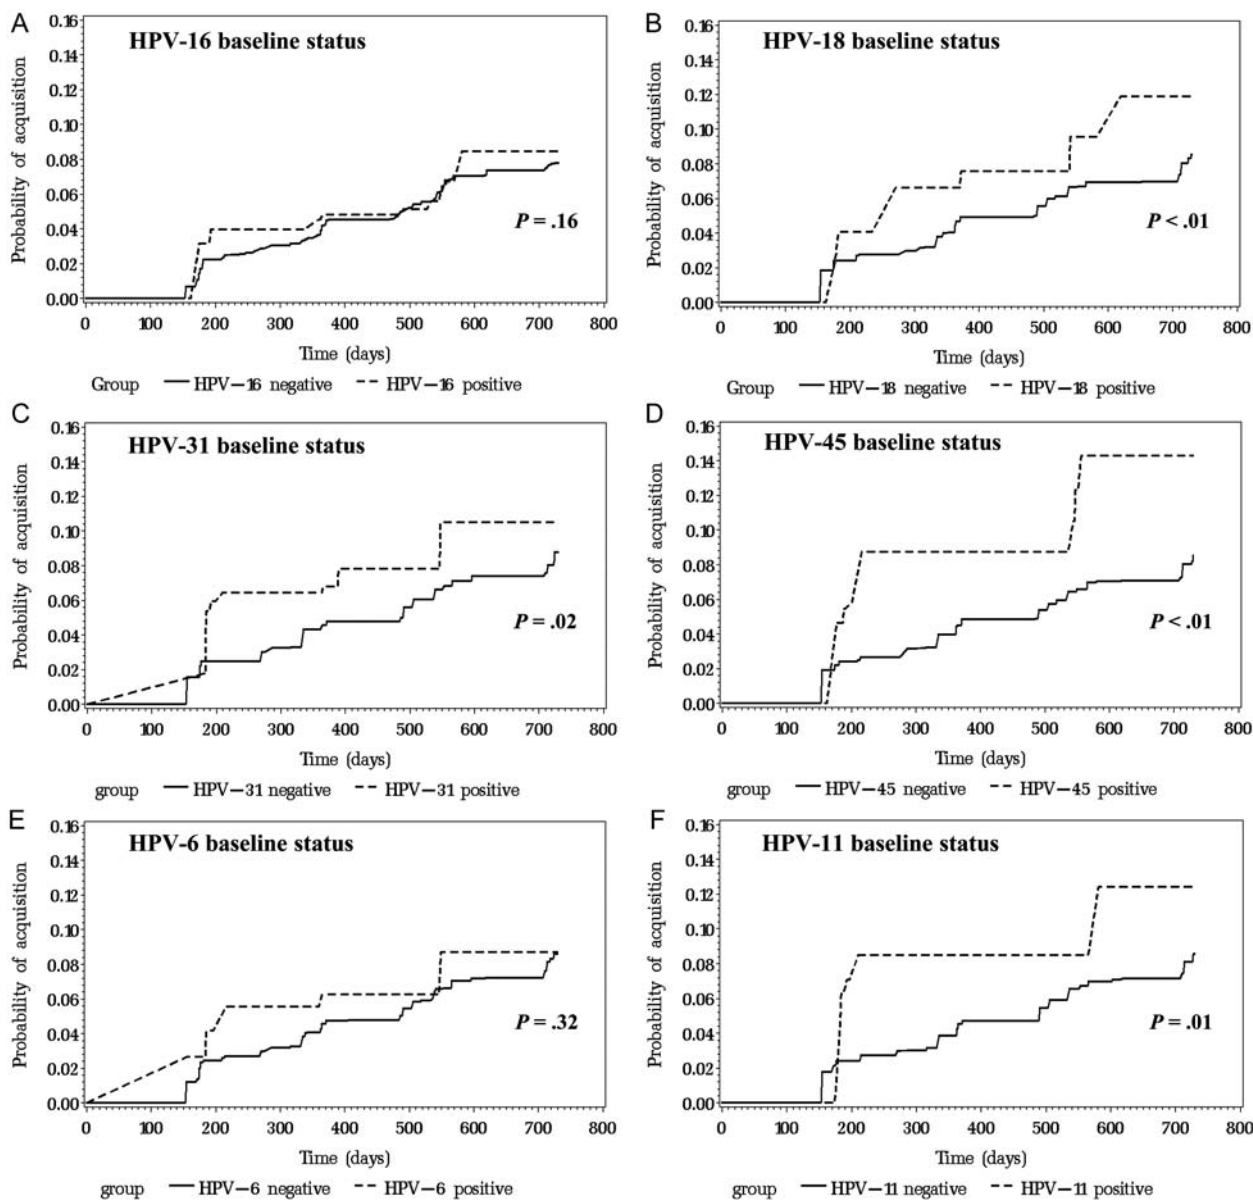 A
HPV-16 baseline status
Probability of acquisition
0.16
0.14
0.12
0.10
0.08
0.06
0.04
0.02
0.00
P = .16
0 100 200 300 400 500 600 700 800
Time (days)
Group HPV-16 negative HPV-16 positive
B
HPV-18 baseline status
Probability of acquisition
0.16
0.14
0.12
0.10
0.08
0.06
0.04
0.02
0.00
P < .01
0 100 200 300 400 500 600 700 800
Time (days)
Group HPV-18 negative HPV-18 positive
C
HPV-31 baseline status
Probability of acquisition
0.16
0.14
0.12
0.10
0.08
0.06
0.04
0.02
0.00
P = .02
0 100 200 300 400 500 600 700 800
Time (days)
group HPV-31 negative HPV-31 positive
D
HPV-45 baseline status
Probability of acquisition
0.16
0.14
0.12
0.10
0.08
0.06
0.04
0.02
0.00
P < .01
0 100 200 300 400 500 600 700 800
Time (days)
group HPV-45 negative HPV-45 positive
E
HPV-6 baseline status
Probability of acquisition
0.16
0.14
0.12
0.10
0.08
0.06
0.04
0.02
0.00
P = .32
0 100 200 300 400 500 600 700 800
Time (days)
group HPV-6 negative HPV-6 positive
F
HPV-11 baseline status
Probability of acquisition
0.16
0.14
0.12
0.10
0.08
0.06
0.04
0.02
0.00
P = .01
0 100 200 300 400 500 600 700 800
Time (days)
group HPV-11 negative HPV-11 positive